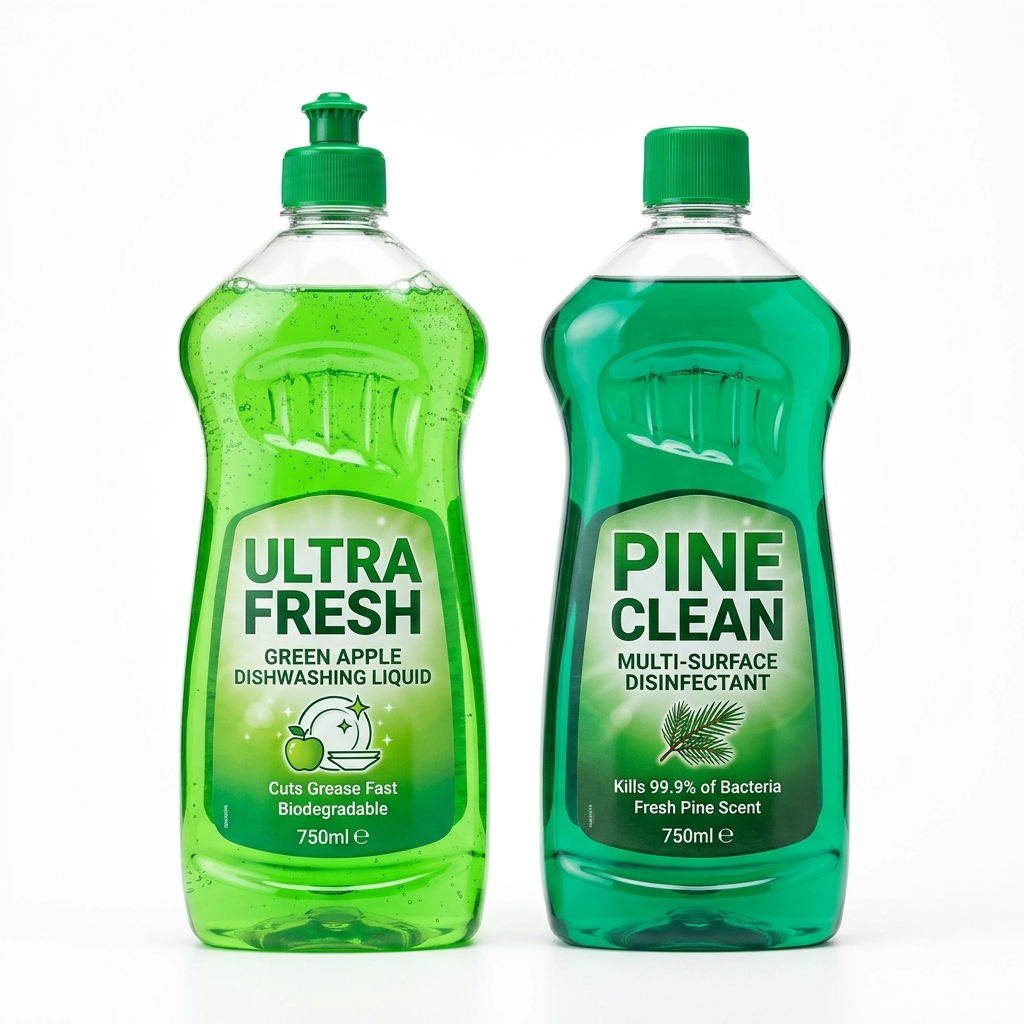 ULTRA
FRESH
GREEN APPLE
DISHWASHING LIQUID
Cuts Grease Fast
Biodegradable
750ml ℮
PINE
CLEAN
MULTI-SURFACE
DISINFECTANT
Kills 99.9% of Bacteria
Fresh Pine Scent
750ml ℮